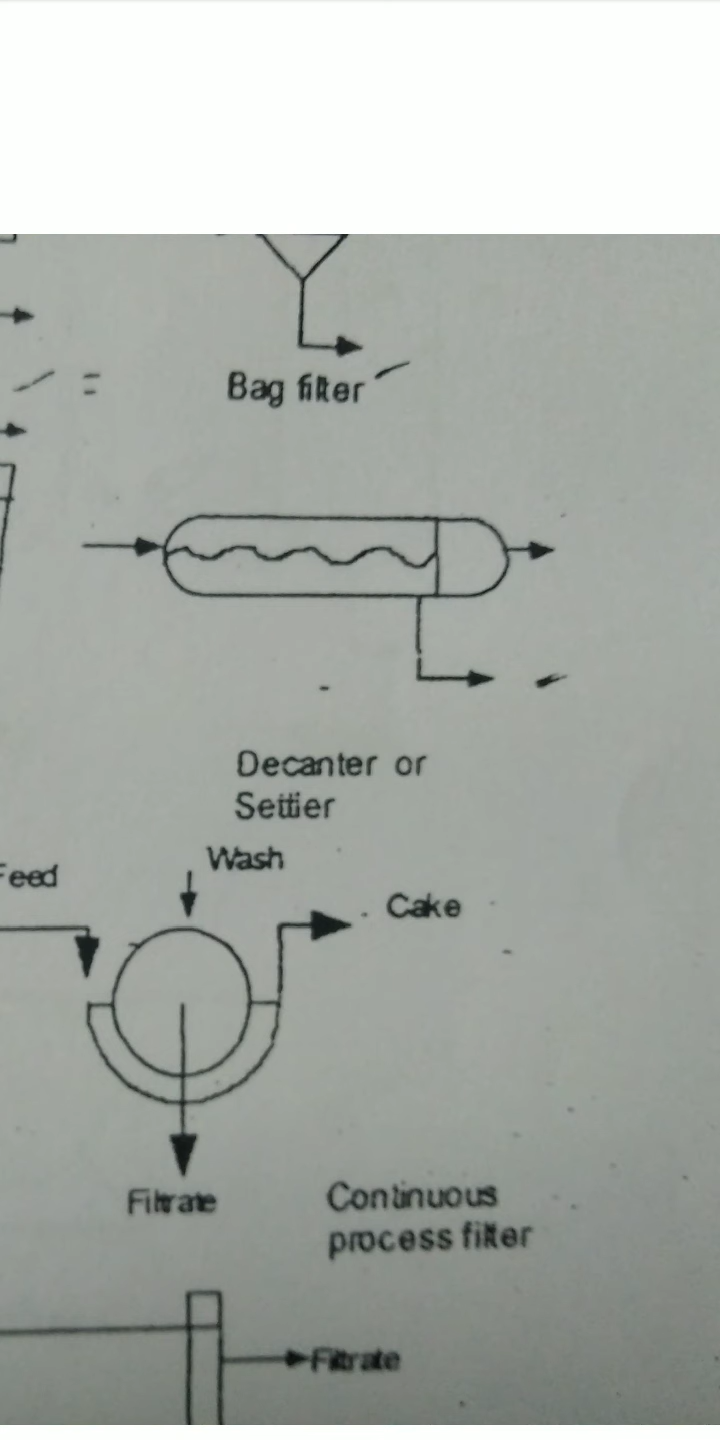 Bag filter
Decanter or
Settler
Wash
Feed
Cake
Filtrate
Continuous
process filter
Filtrate